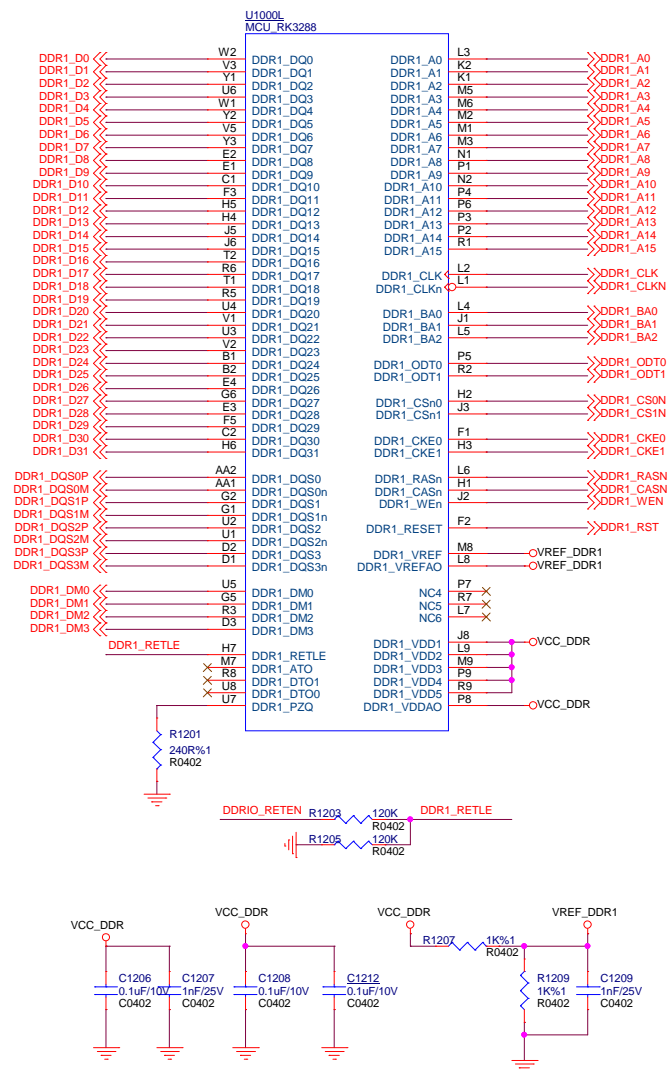 U1000L
MCU_RK3288
DDR1_D0 W2 DDR1_DQ0 DDR1_A0 L3 DDR1_A0
DDR1_D1 V3 DDR1_DQ1 DDR1_A1 K2 DDR1_A1
DDR1_D2 Y1 DDR1_DQ2 DDR1_A2 K1 DDR1_A2
DDR1_D3 U6 DDR1_DQ3 DDR1_A3 M5 DDR1_A3
DDR1_D4 W1 DDR1_DQ4 DDR1_A4 M6 DDR1_A4
DDR1_D5 Y2 DDR1_DQ5 DDR1_A5 M2 DDR1_A5
DDR1_D6 V5 DDR1_DQ6 DDR1_A6 M1 DDR1_A6
DDR1_D7 Y3 DDR1_DQ7 DDR1_A7 M3 DDR1_A7
DDR1_D8 E2 DDR1_DQ8 DDR1_A8 N1 DDR1_A8
DDR1_D9 E1 DDR1_DQ9 DDR1_A9 P1 DDR1_A9
DDR1_D10 C1 DDR1_DQ10 DDR1_A10 N2 DDR1_A10
DDR1_D11 F3 DDR1_DQ11 DDR1_A11 P4 DDR1_A11
DDR1_D12 H5 DDR1_DQ12 DDR1_A12 P6 DDR1_A12
DDR1_D13 H4 DDR1_DQ13 DDR1_A13 P3 DDR1_A13
DDR1_D14 J5 DDR1_DQ14 DDR1_A14 P2 DDR1_A14
DDR1_D15 J6 DDR1_DQ15 DDR1_A15 R1 DDR1_A15
DDR1_D16 T2 DDR1_DQ16
DDR1_D17 R6 DDR1_DQ17 DDR1_CLK L2 DDR1_CLK
DDR1_D18 T1 DDR1_DQ18 DDR1_CLKn L1 DDR1_CLKN
DDR1_D19 R5 DDR1_DQ19
DDR1_D20 U4 DDR1_DQ20 DDR1_BA0 L4 DDR1_BA0
DDR1_D21 V1 DDR1_DQ21 DDR1_BA1 J1 DDR1_BA1
DDR1_D22 U3 DDR1_DQ22 DDR1_BA2 L5 DDR1_BA2
DDR1_D23 V2 DDR1_DQ23
DDR1_D24 B1 DDR1_DQ24 DDR1_ODT0 P5 DDR1_ODT0
DDR1_D25 B2 DDR1_DQ25 DDR1_ODT1 R2 DDR1_ODT1
DDR1_D26 E4 DDR1_DQ26
DDR1_D27 G6 DDR1_DQ27 DDR1_CSn0 H2 DDR1_CS0N
DDR1_D28 E3 DDR1_DQ28 DDR1_CSn1 J3 DDR1_CS1N
DDR1_D29 F5 DDR1_DQ29
DDR1_D30 C2 DDR1_DQ30 DDR1_CKE0 F1 DDR1_CKE0
DDR1_D31 H6 DDR1_DQ31 DDR1_CKE1 H3 DDR1_CKE1
DDR1_DQS0P AA2 DDR1_DQS0 DDR1_RASn L6 DDR1_RASN
DDR1_DQS0M AA1 DDR1_DQS0n DDR1_CASn H1 DDR1_CASN
DDR1_DQS1P G2 DDR1_DQS1 DDR1_WEn J2 DDR1_WEN
DDR1_DQS1M G1 DDR1_DQS1n
DDR1_DQS2P U2 DDR1_DQS2 DDR1_RESET F2 DDR1_RST
DDR1_DQS2M U1 DDR1_DQS2n
DDR1_DQS3P D2 DDR1_DQS3 DDR1_VREF M8 VREF_DDR1
DDR1_DQS3M D1 DDR1_DQS3n DDR1_VREFAO L8 VREF_DDR1
DDR1_DM0 U5 DDR1_DM0 NC4 P7
DDR1_DM1 G5 DDR1_DM1 NC5 R7
DDR1_DM2 R3 DDR1_DM2 NC6 L7
DDR1_DM3 D3 DDR1_DM3
DDR1_VDD1 J8 VCC_DDR
DDR1_RETLE H7 DDR1_RETLE DDR1_VDD2 L9
M7 DDR1_ATO DDR1_VDD3 M9
R8 DDR1_DTO1 DDR1_VDD4 P9
U8 DDR1_DTO0 DDR1_VDD5 R9
U7 DDR1_PZQ DDR1_VDDAO P8 VCC_DDR
R1201
240R%1
R0402
DDRIO_RETEN R1203 120K DDR1_RETLE
R0402
R1205 120K
R0402
VCC_DDR VCC_DDR VCC_DDR VREF_DDR1
R1207 1K%1
R0402
C1206 C1207 C1208 C1212 R1209 C1209
0.1uF/10V 1nF/25V 0.1uF/10V 0.1uF/10V 1K%1 1nF/25V
C0402 C0402 C0402 C0402 R0402 C0402